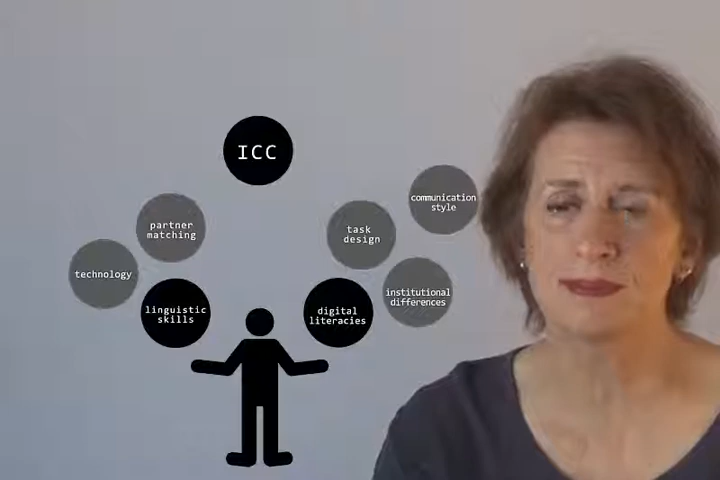 ICC
communication
style
partner
matching
task
design
technology
institutional
differences
linguistic
skills
digital
literacies